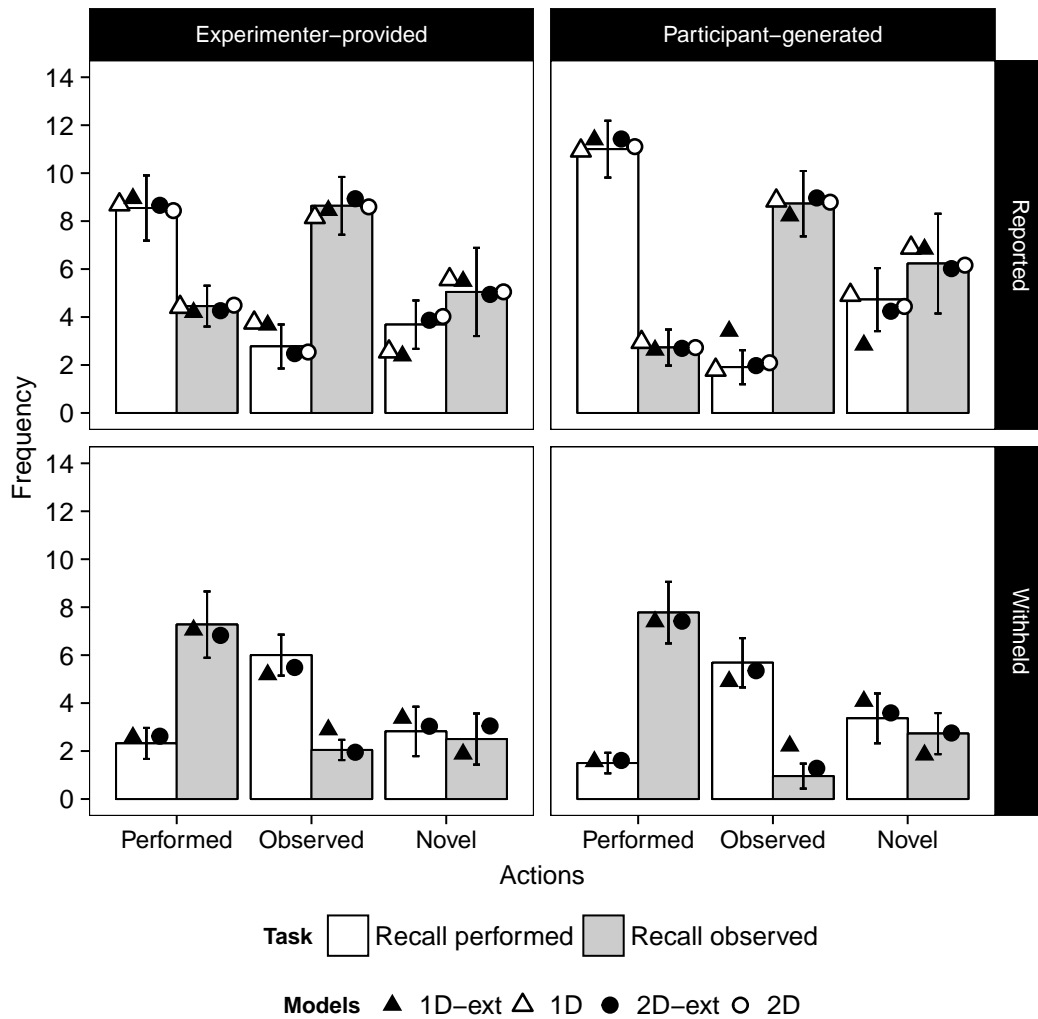 Experimenter−provided
Participant−generated
14
12
10
8
6
4
2
0
Reported
14
12
10
8
6
4
2
0
Withheld
Frequency
Performed Observed Novel
Performed Observed Novel
Actions
Task Recall performed Recall observed
Models 1D−ext 1D 2D−ext 2D